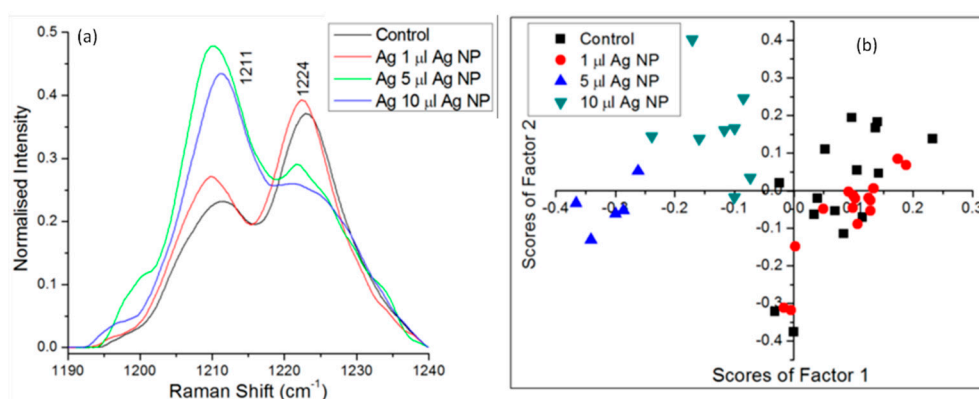 (a)
Control
Ag 1 µl Ag NP
Ag 5 µl Ag NP
Ag 10 µl Ag NP
1211
1224
Normalised Intensity
0.5
0.4
0.3
0.2
0.1
0.0
1190 1200 1210 1220 1230 1240
Raman Shift (cm⁻¹)
(b)
Control
1 µl Ag NP
5 µl Ag NP
10 µl Ag NP
Scores of Factor 2
0.4
0.3
0.2
0.1
0.0
-0.1
-0.2
-0.3
-0.4
-0.4 -0.3 -0.2 -0.1 0.0 0.1 0.2 0.3
Scores of Factor 1